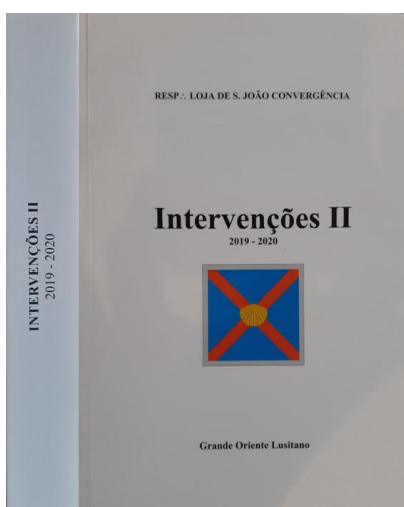 INTERVENÇÕES II
2019 - 2020
RESP∴ LOJA DE S. JOÃO CONVERGÊNCIA
Intervenções II
2019 - 2020
Grande Oriente Lusitano